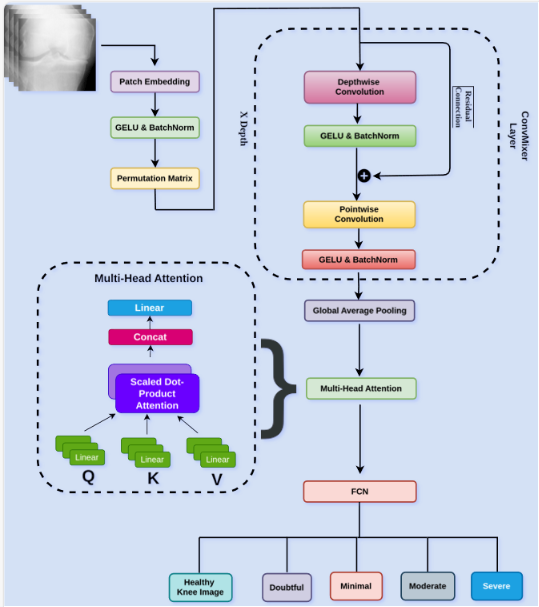 Patch Embedding
GELU & BatchNorm
Permutation Matrix
X Depth
Depthwise
Convolution
GELU & BatchNorm
Residual
Connection
ConvMixer
Layer
Pointwise
Convolution
GELU & BatchNorm
Global Average Pooling
Multi-Head Attention
Linear
Concat
Scaled Dot-
Product
Attention
Linear
Linear
Linear
Q
K
V
Multi-Head Attention
FCN
Healthy
Knee Image
Doubtful
Minimal
Moderate
Severe